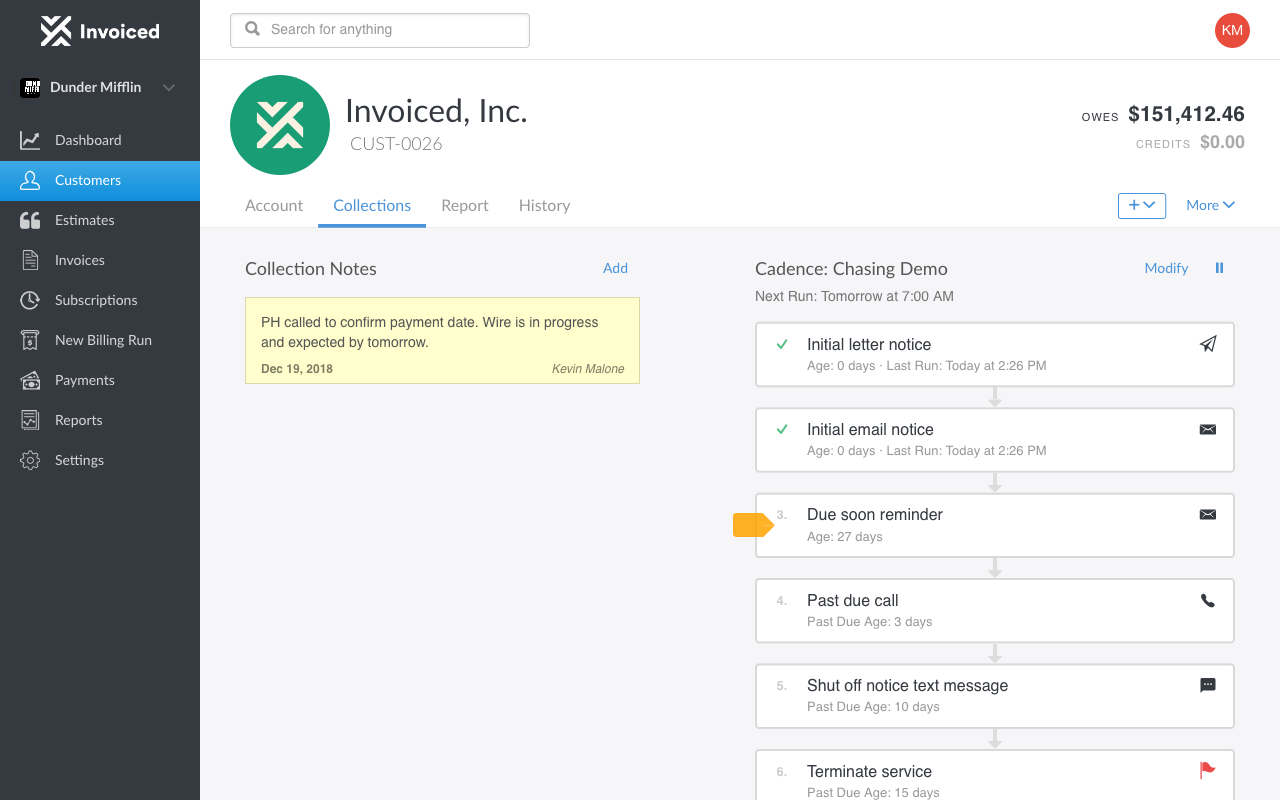 Invoiced
Search for anything
KM
Dunder Mifflin
Dashboard
Customers
Estimates
Invoices
Subscriptions
New Billing Run
Payments
Reports
Settings
Invoiced, Inc.
CUST-0026
OWES $151,412.46
CREDITS $0.00
Account Collections Report History
+ More
Collection Notes Add
PH called to confirm payment date. Wire is in progress
and expected by tomorrow.
Dec 19, 2018 Kevin Malone
Cadence: Chasing Demo Modify
Next Run: Tomorrow at 7:00 AM
Initial letter notice
Age: 0 days · Last Run: Today at 2:26 PM
Initial email notice
Age: 0 days · Last Run: Today at 2:26 PM
3. Due soon reminder
Age: 27 days
4. Past due call
Past Due Age: 3 days
5. Shut off notice text message
Past Due Age: 10 days
6. Terminate service
Past Due Age: 15 days